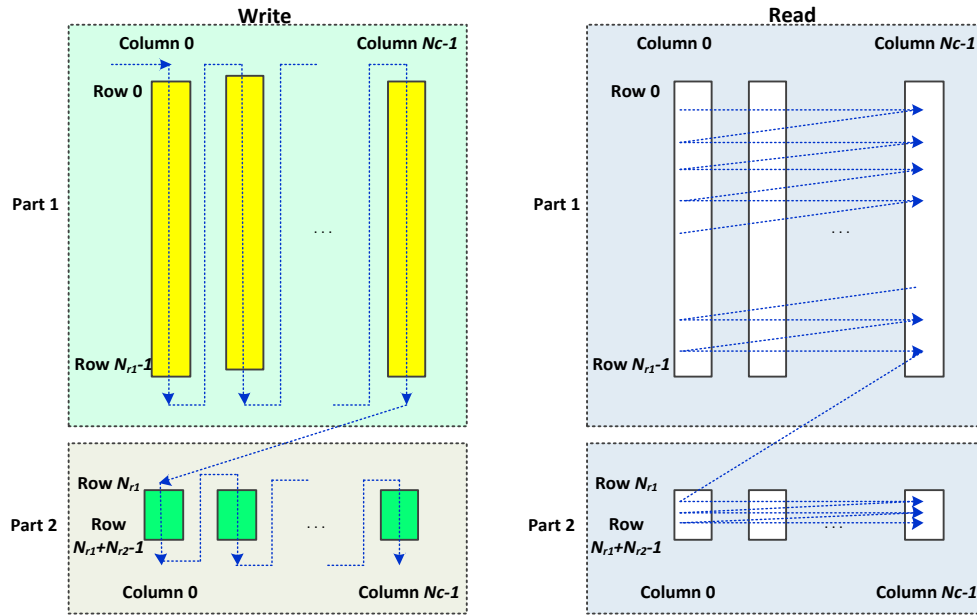 Write
Column 0
Column Nc-1
Row 0
Part 1
. . .
Row Nr1-1
Row Nr1
Part 2
Row
Nr1+Nr2-1
. . .
Column 0
Column Nc-1
Read
Column 0
Column Nc-1
Row 0
Part 1
. . .
Row Nr1-1
Row Nr1
Part 2
Row
Nr1+Nr2-1
. . .
Column 0
Column Nc-1